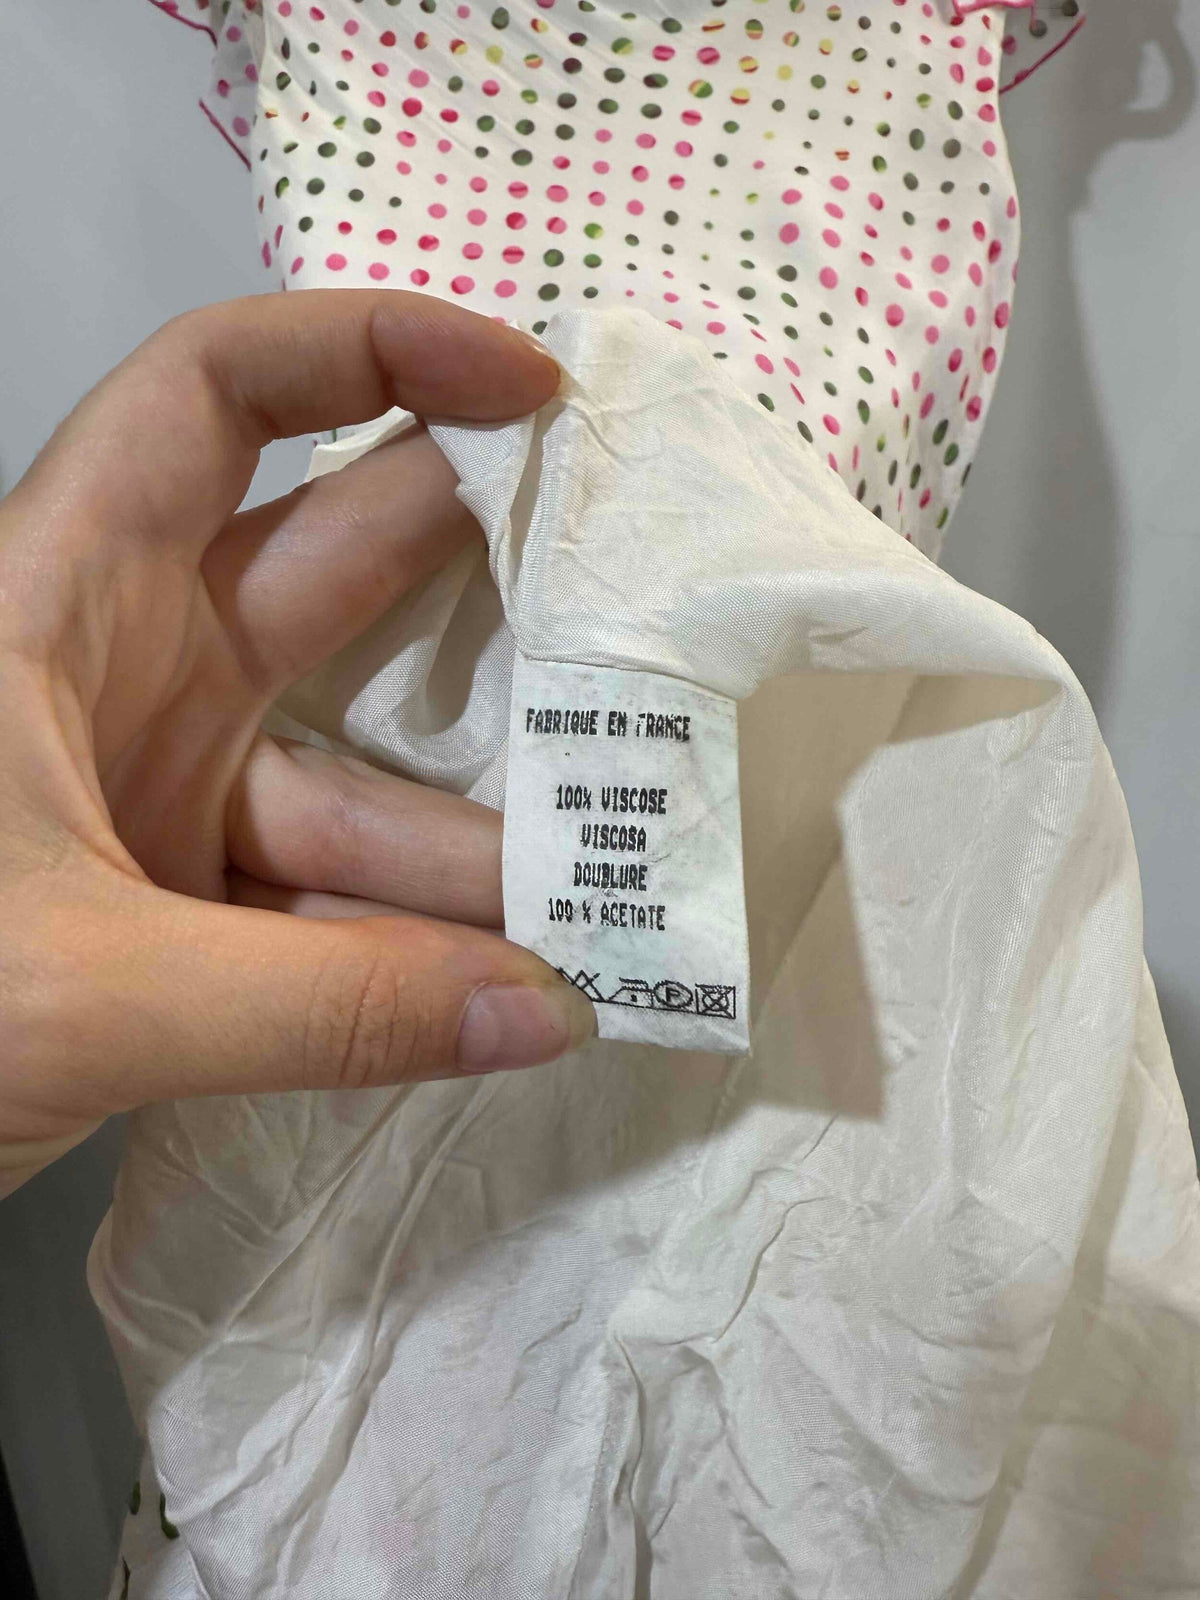 FABRIQUE EN FRANCE
100% VISCOSE
VISCOSA
DOUBLURE
100 % ACETATE
P